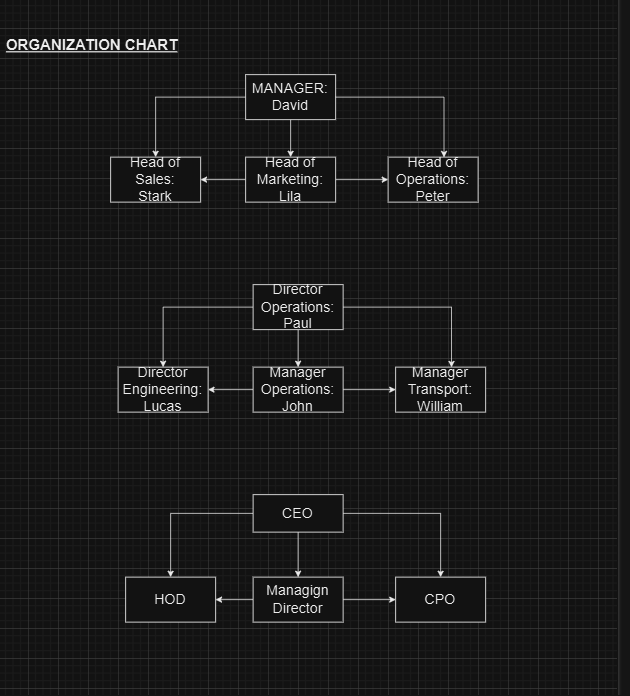 ORGANIZATION CHART
MANAGER:
David
Head of
Sales:
Stark
Head of
Marketing:
Lila
Head of
Operations:
Peter
Director
Operations:
Paul
Director
Engineering:
Lucas
Manager
Operations:
John
Manager
Transport:
William
CEO
HOD
Managign
Director
CPO